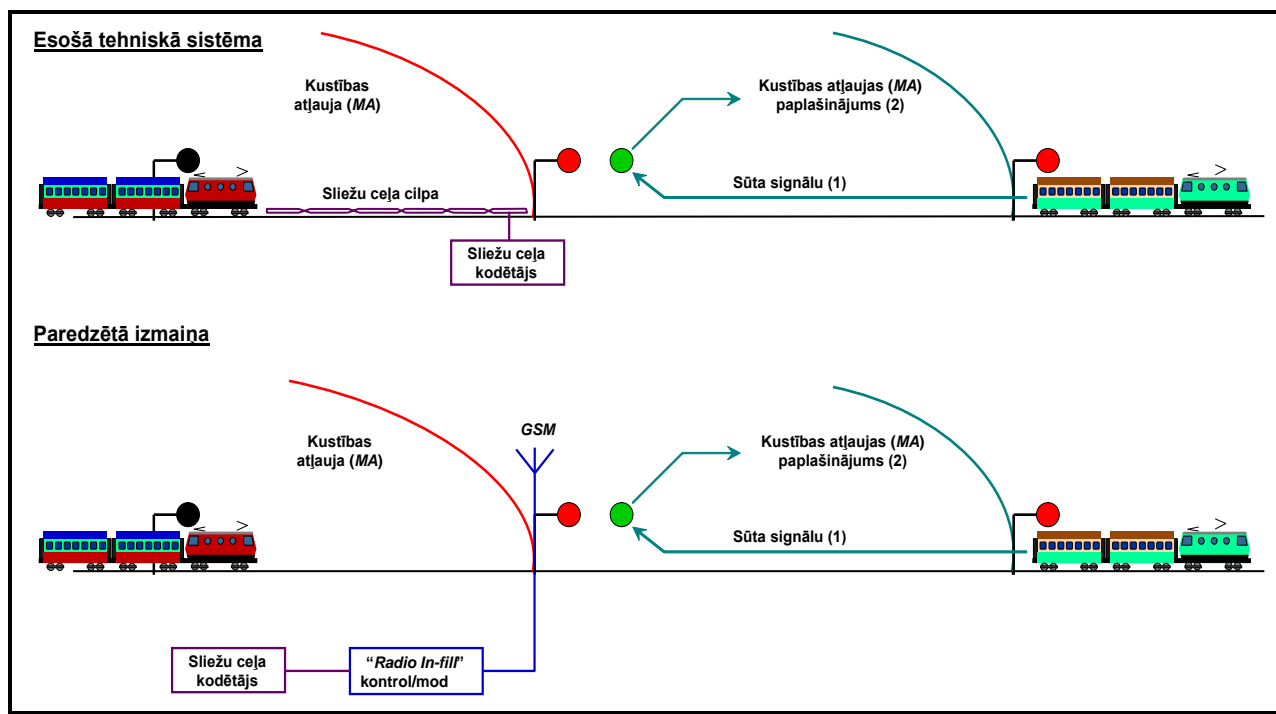 Esošā tehniskā sistēma
Kustības
atļauja (MA)
Kustības atļaujas (MA)
paplašinājums (2)
Sliežu ceļa cilpa
Sūta signālu (1)
Sliežu ceļa
kodētājs
Paredzētā izmaiņa
Kustības
atļauja (MA)
GSM
Kustības atļaujas (MA)
paplašinājums (2)
Sūta signālu (1)
Sliežu ceļa
kodētājs
“Radio In-fill”
kontrol/mod